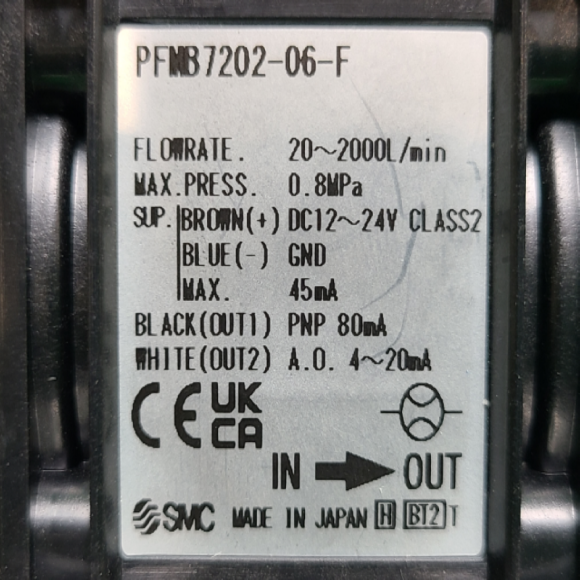 PFMB7202-06-F
FLOWRATE. 20～2000L/min
MAX.PRESS. 0.8MPa
SUP. BROWN(+) DC12～24V CLASS2
BLUE(-) GND
MAX. 45mA
BLACK(OUT1) PNP 80mA
WHITE(OUT2) A.O. 4～20mA
CE UK CA
IN OUT
SMC MADE IN JAPAN H BT2 T